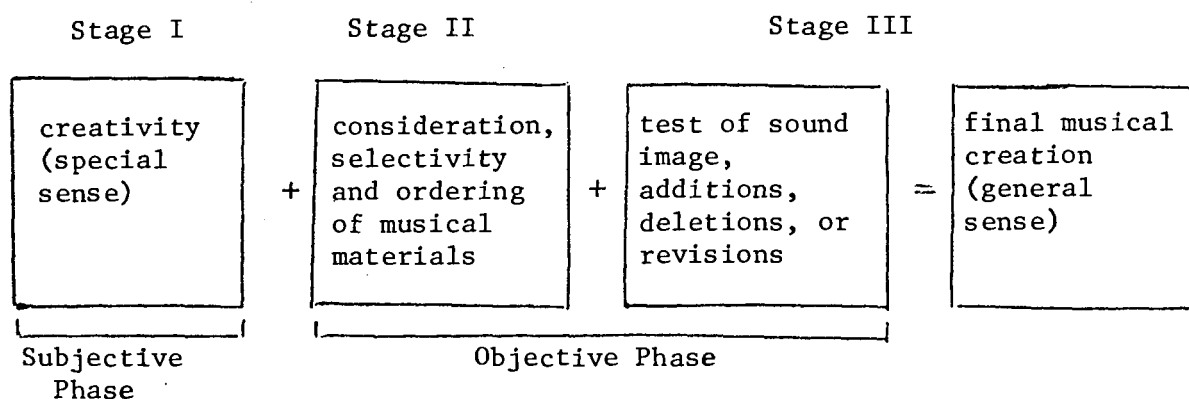 Stage I
Stage II
Stage III
creativity
(special
sense)
+
consideration,
selectivity
and ordering
of musical
materials
+
test of sound
image,
additions,
deletions, or
revisions
=
final musical
creation
(general
sense)
Subjective
Phase
Objective Phase